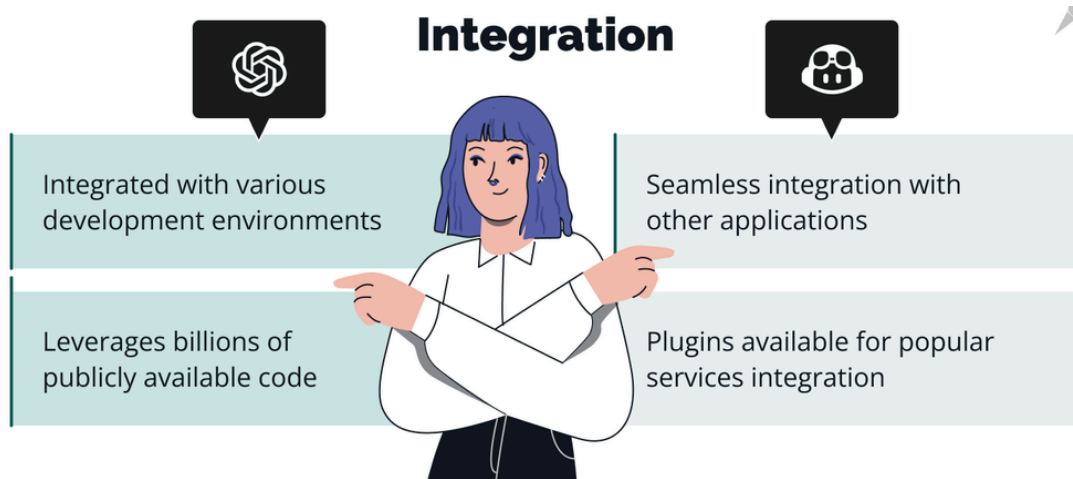 Integration
Integrated with various
development environments
Leverages billions of
publicly available code
Seamless integration with
other applications
Plugins available for popular
services integration